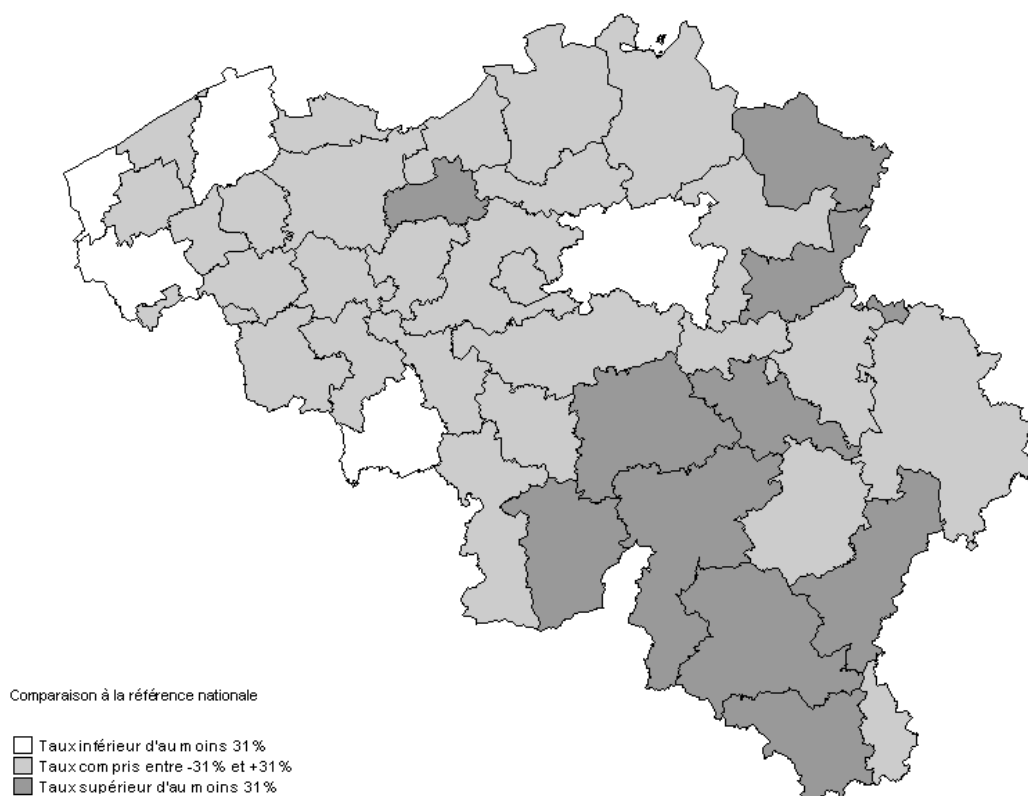 Comparaison à la référence nationale
Taux inférieur d'au moins 31%
Taux compris entre -31% et +31%
Taux supérieur d'au moins 31%